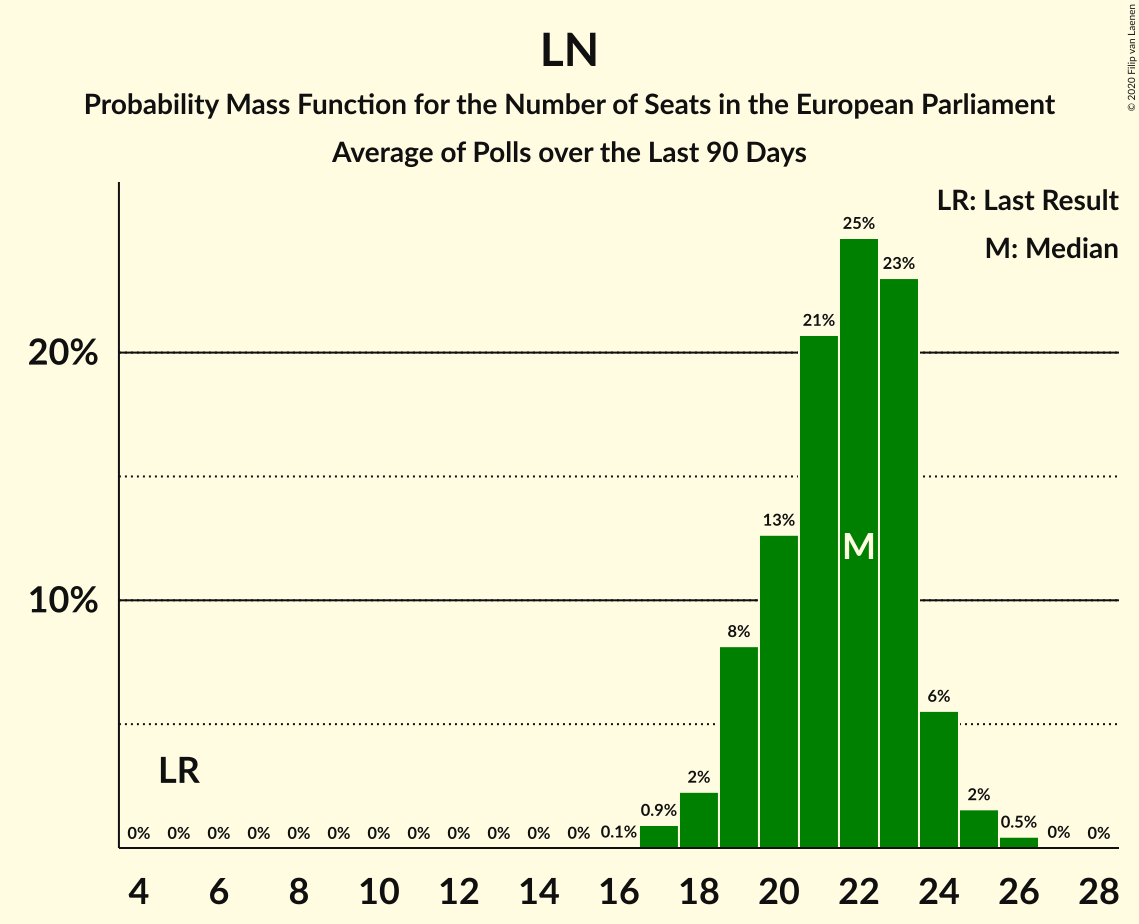 LN
Probability Mass Function for the Number of Seats in the European Parliament
Average of Polls over the Last 90 Days
© 2020 Filip van Laenen
LR: Last Result
M: Median
20%
10%
0% 0% 0% 0% 0% 0% 0% 0% 0% 0% 0% 0% 0.1% 0.9% 2% 8% 13% 21% 25% 23% 6% 2% 0.5% 0% 0%
LR
M
4 6 8 10 12 14 16 18 20 22 24 26 28